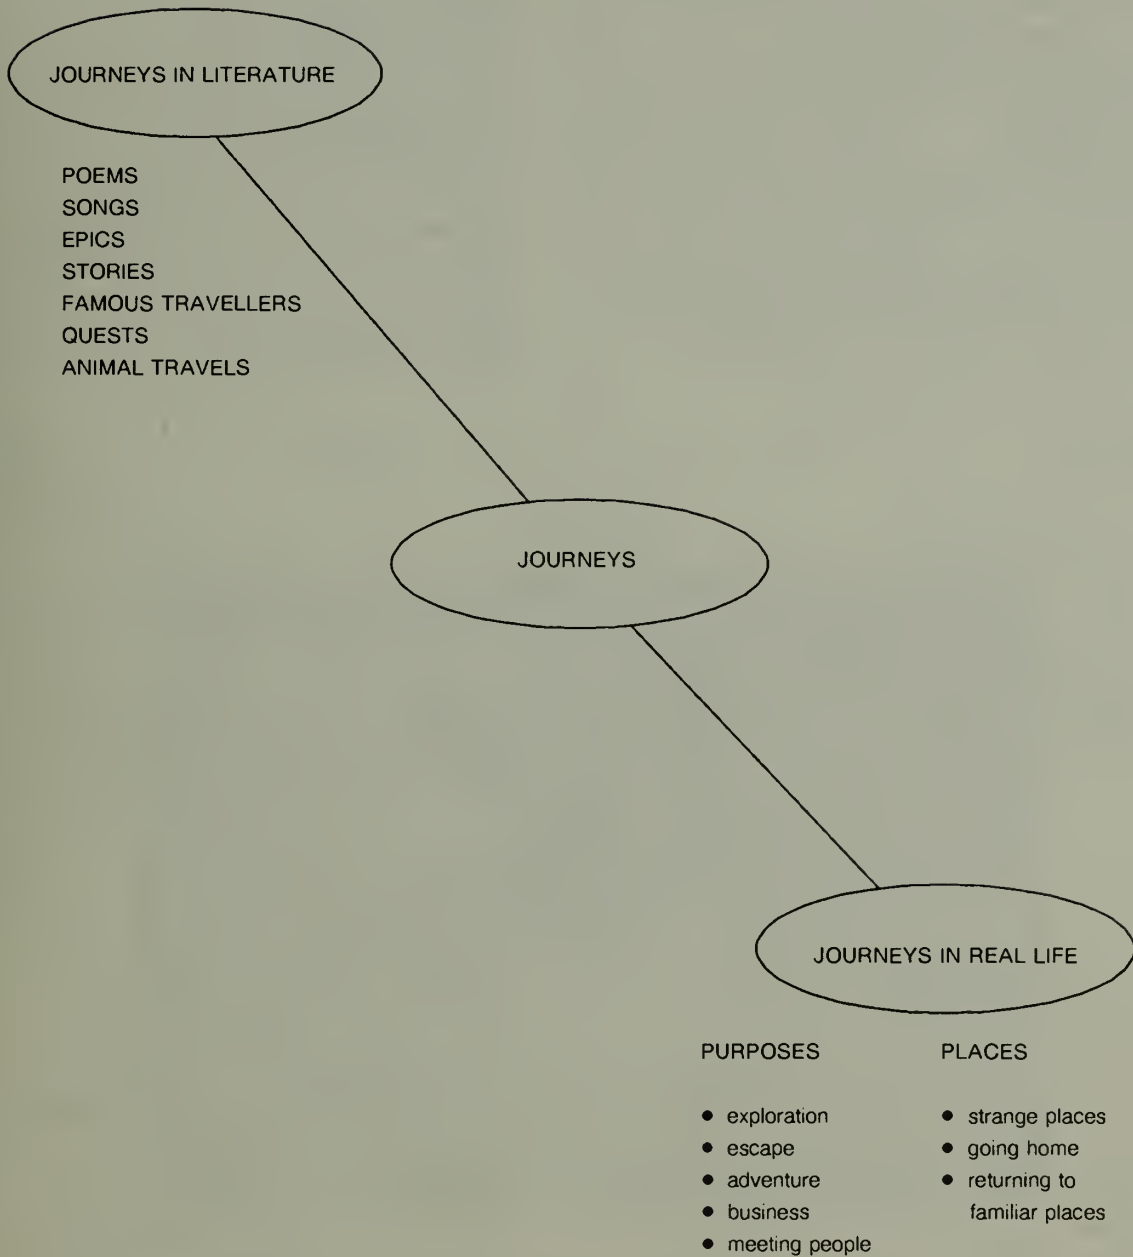 JOURNEYS IN LITERATURE
POEMS
SONGS
EPICS
STORIES
FAMOUS TRAVELLERS
QUESTS
ANIMAL TRAVELS
JOURNEYS
JOURNEYS IN REAL LIFE
PURPOSES
• exploration
• escape
• adventure
• business
• meeting people
PLACES
• strange places
• going home
• returning to
familiar places